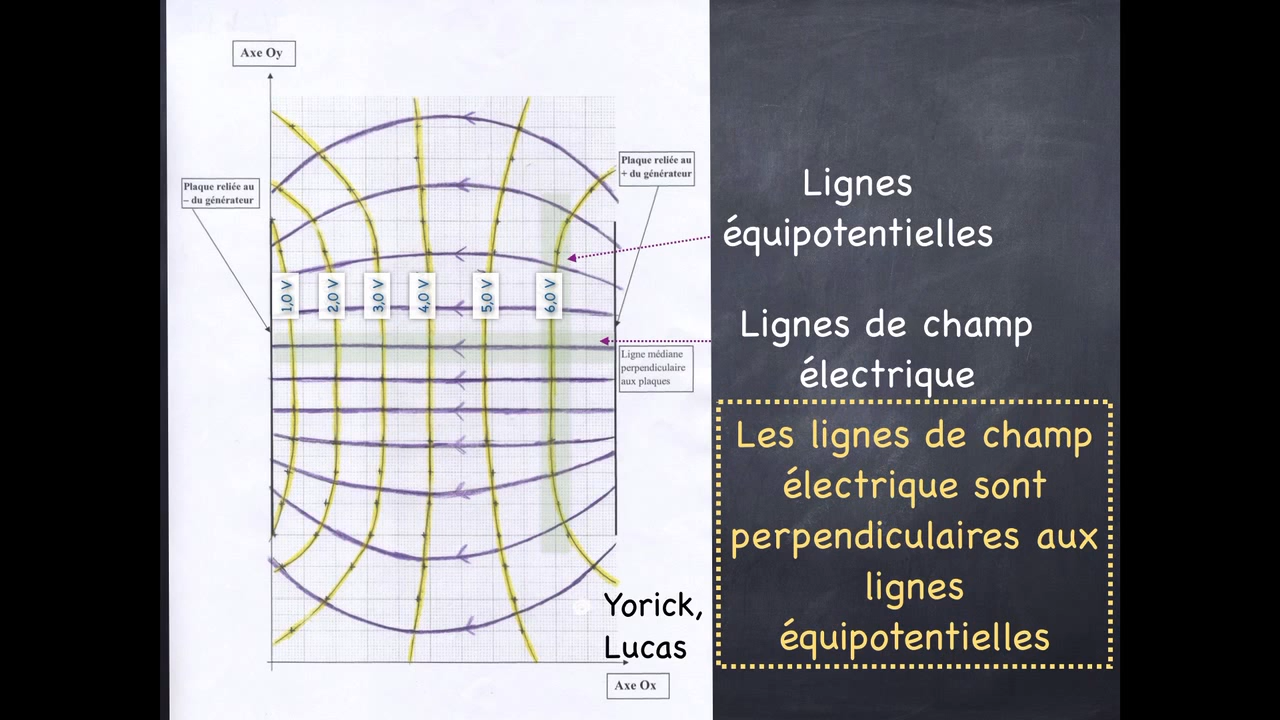 Axe Oy
Plaque reliée au
– du générateur
Plaque reliée au
+ du générateur
1,0 V
2,0 V
3,0 V
4,0 V
5,0 V
6,0 V
Ligne médiane
perpendiculaire
aux plaques
Yorick,
Lucas
Axe Ox
Lignes
équipotentielles
Lignes de champ
électrique
Les lignes de champ
électrique sont
perpendiculaires aux
lignes
équipotentielles